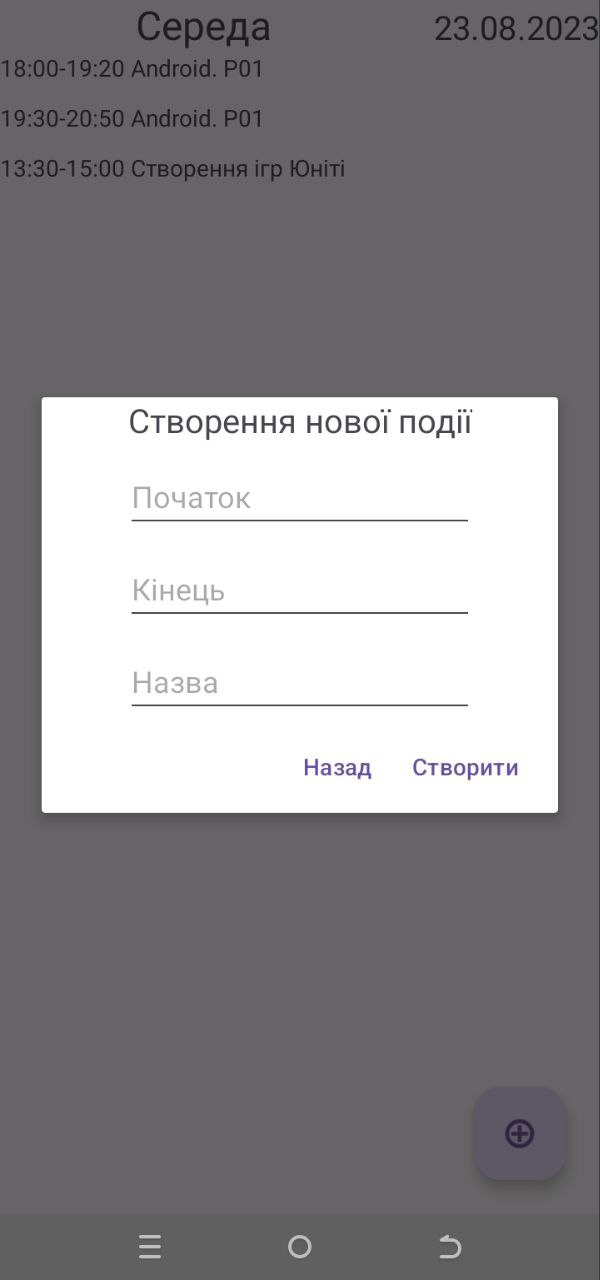 Середа 23.08.2023
18:00-19:20 Android. P01
19:30-20:50 Android. P01
13:30-15:00 Створення ігр Юніті
Створення нової події
Початок
Кінець
Назва
Назад Створити